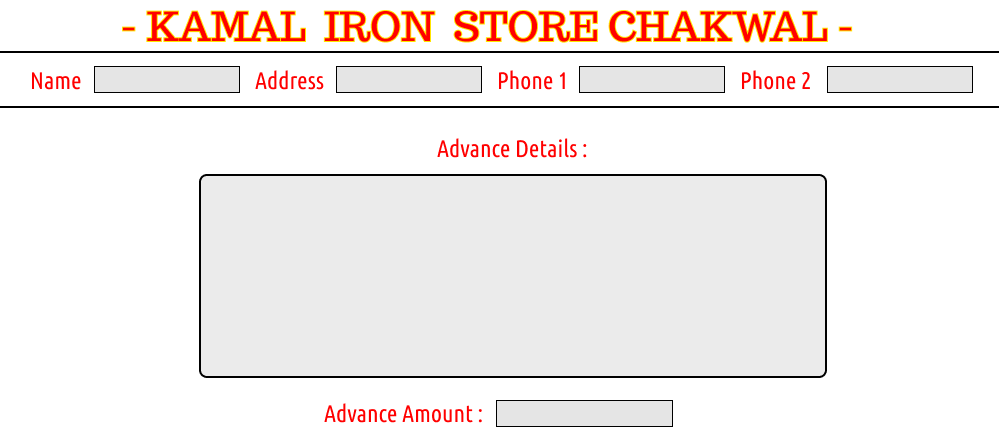 - KAMAL IRON STORE CHAKWAL -
Name Address Phone 1 Phone 2
Advance Details :
Advance Amount :